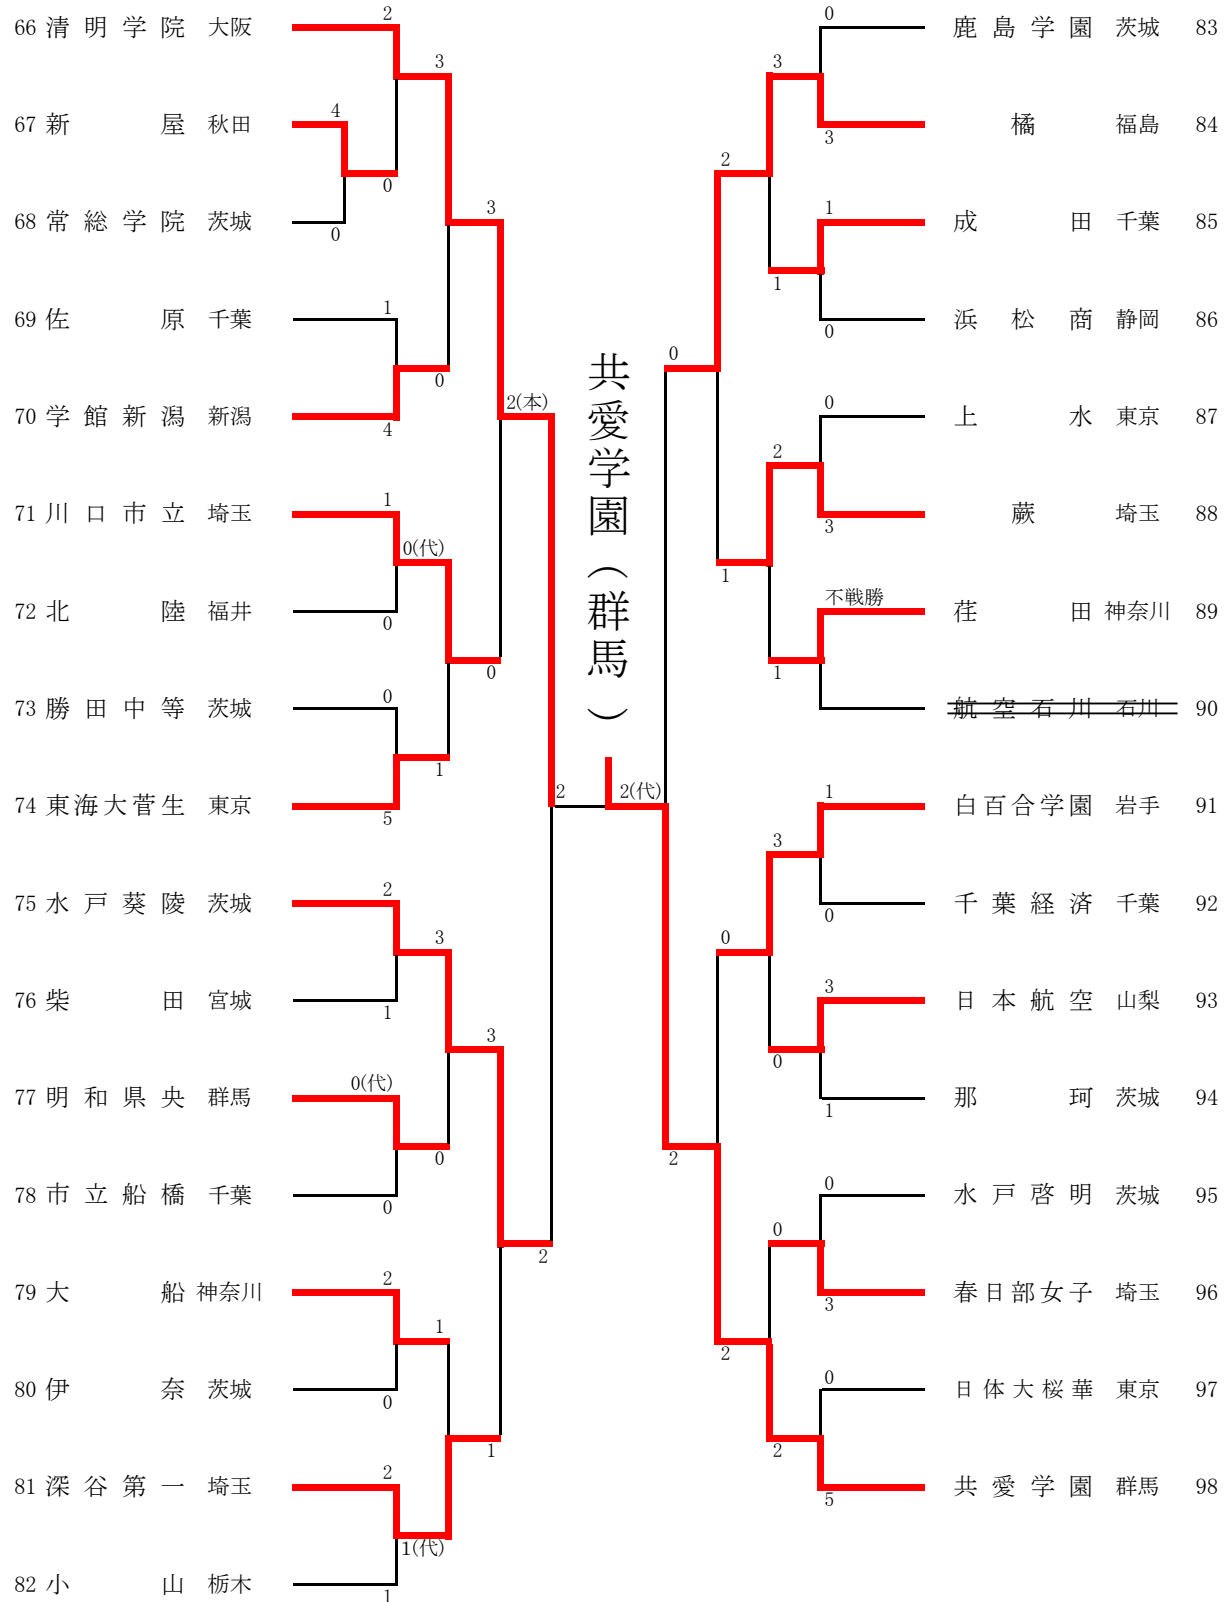 66 清明学院 大阪
2
3
67 新屋 秋田
4
0
68 常総学院 茨城
0
3
69 佐原 千葉
1
0
70 学館新潟 新潟
4
2(本)
71 川口市立 埼玉
1
0(代)
72 北陸 福井
0
0
73 勝田中等 茨城
0
1
74 東海大菅生 東京
5
2
75 水戸葵陵 茨城
2
3
76 柴田 宮城
1
3
77 明和県央 群馬
0(代)
0
78 市立船橋 千葉
0
2
79 大船 神奈川
2
1
80 伊奈 茨城
0
1
81 深谷第一 埼玉
2
1(代)
82 小山 栃木
1
共愛学園(群馬)
2(代)
0
鹿島学園 茨城 83
3
橘 福島 84
3
2
1
成田 千葉 85
1
浜松商 静岡 86
0
0
0
上水 東京 87
2
蕨 埼玉 88
3
1
不戦勝
荏田 神奈川 89
1
航空石川 石川 90
1
白百合学園 岩手 91
3
千葉経済 千葉 92
0
0
3
日本航空 山梨 93
0
那珂 茨城 94
1
2
0
水戸啓明 茨城 95
0
春日部女子 埼玉 96
3
2
0
日体大桜華 東京 97
2
共愛学園 群馬 98
5